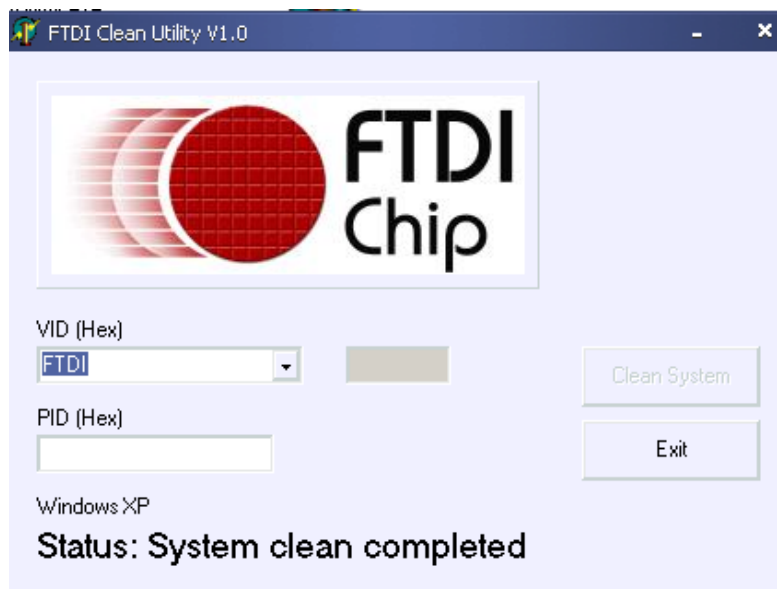 FTDI Clean Utility V1.0
FTDI
Chip
VID (Hex)
FTDI
Clean System
PID (Hex)
Exit
Windows XP
Status: System clean completed